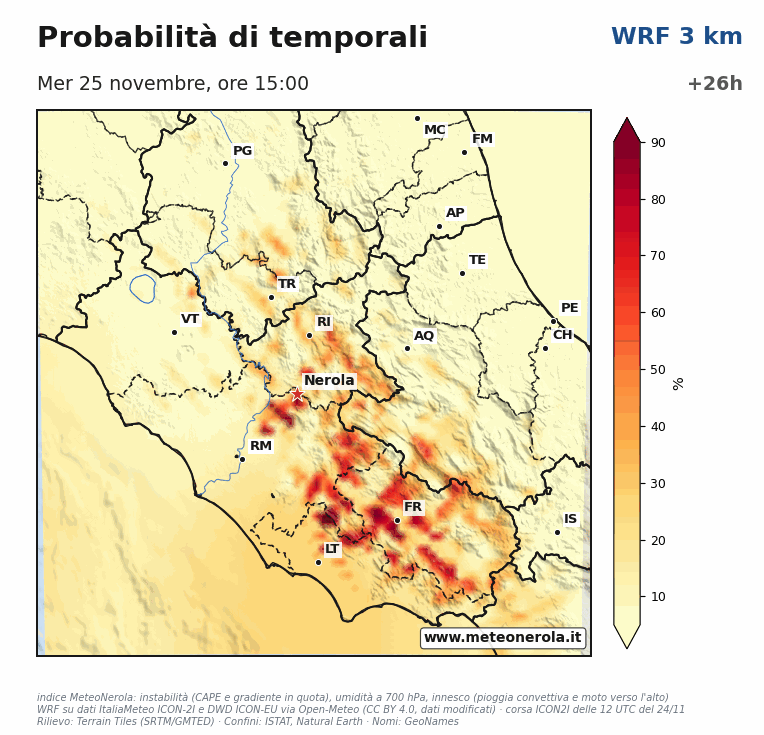 Probabilità di temporali
WRF 3 km
Mer 25 novembre, ore 15:00
+26h
MC
FM
PG
AP
TE
TR
PE
VT
RI
AQ
CH
Nerola
RM
FR
IS
LT
90
80
70
60
50
40
30
20
10
%
www.meteonerola.it
indice MeteoNerola: instabilità (CAPE e gradiente in quota), umidità a 700 hPa, innesco (pioggia convettiva e moto verso l'alto)
WRF su dati ItaliaMeteo ICON-2I e DWD ICON-EU via Open-Meteo (CC BY 4.0, dati modificati) · corsa ICON2I delle 12 UTC del 24/11
Rilievo: Terrain Tiles (SRTM/GMTED) · Confini: ISTAT, Natural Earth · Nomi: GeoNames